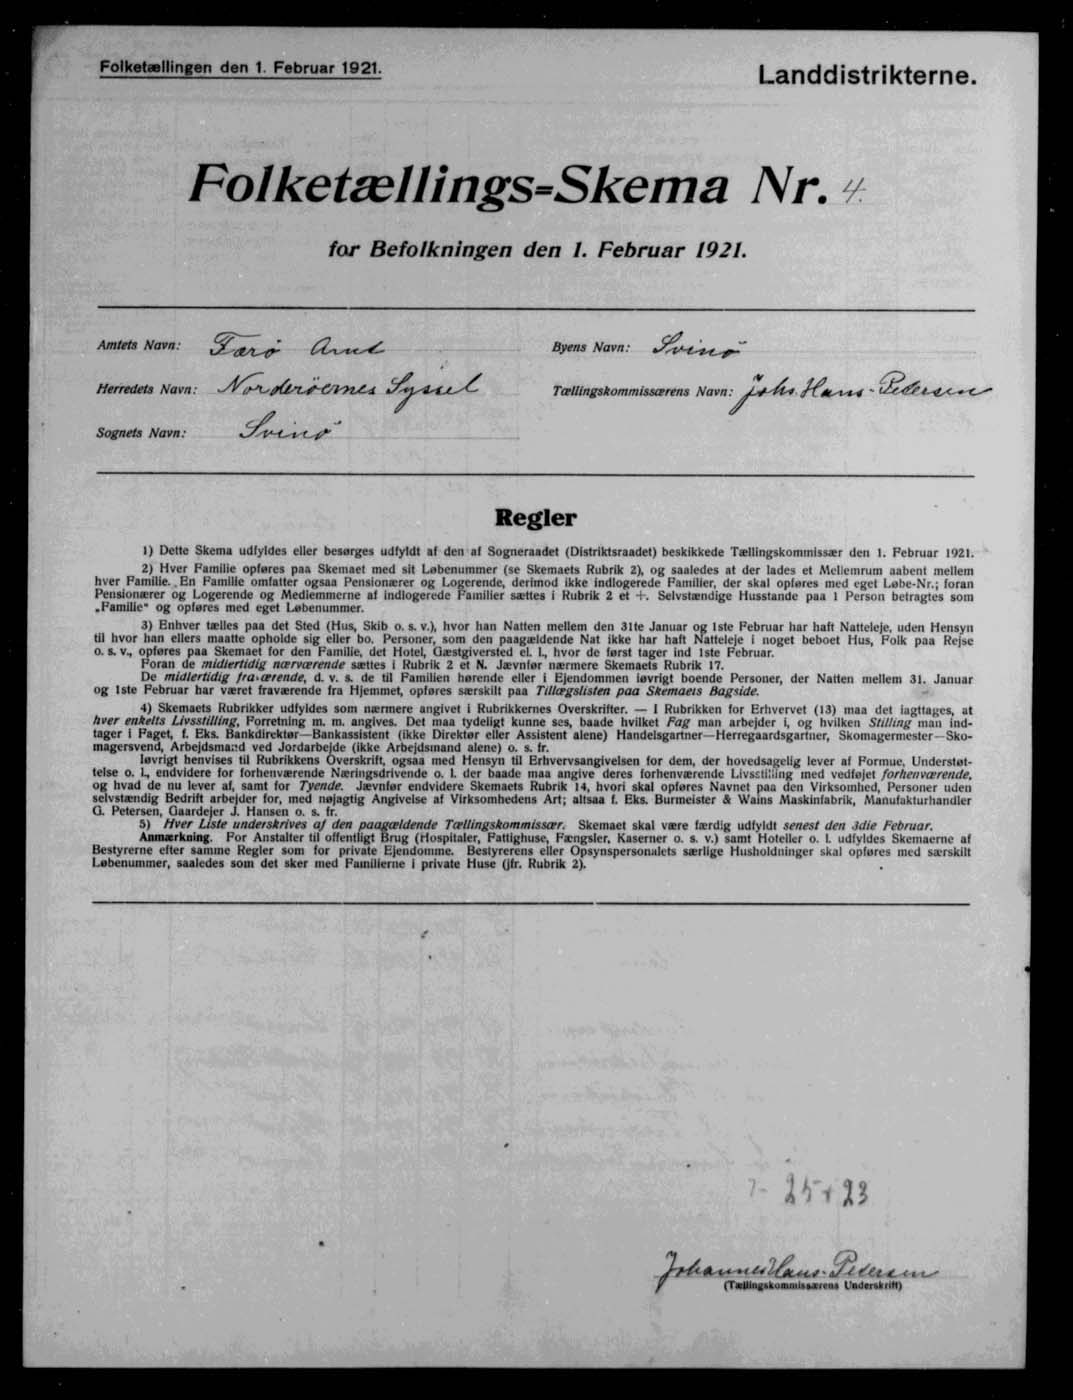 Folketællingen den 1. Februar 1921.
Landdistrikterne.
Folketællings=Skema Nr. 4.
for Befolkningen den 1. Februar 1921.
Amtets Navn: Færø Amt
Byens Navn: Svinö
Herredets Navn: Norderöernes Syssel
Tællingskommissærens Navn: Johs. Hans-Pedersen
Sognets Navn: Svinö
Regler
1) Dette Skema udfyldes eller besørges udfyldt af den af Sogneraadet (Distriktsraadet) beskikkede Tællingskommissær den 1. Februar 1921.
2) Hver Familie opføres paa Skemaet med sit Løbenummer (se Skemaets Rubrik 2), og saaledes at der lades et Mellemrum aabent mellem
hver Familie. En Familie omfatter ogsaa Pensionærer og Logerende, derimod ikke indlogerede Familier, der skal opføres med eget Løbe-Nr.; foran
Pensionærer og Logerende og Medlemmerne af indlogerede Familier sættes i Rubrik 2 et +. Selvstændige Husstande paa 1 Person betragtes som
„Familie" og opføres med eget Løbenummer.
3) Enhver tælles paa det Sted (Hus, Skib o. s. v.), hvor han Natten mellem den 31te Januar og 1ste Februar har haft Natteleje, uden Hensyn
til hvor han ellers maatte opholde sig eller bo. Personer, som den paagældende Nat ikke har haft Natteleje i noget beboet Hus, Folk paa Rejse
o. s. v., opføres paa Skemaet for den Familie, det Hotel, Gæstgiversted el. l., hvor de først tager ind 1ste Februar.
Foran de midlertidig nærværende sættes i Rubrik 2 et N. Jævnfør nærmere Skemaets Rubrik 17.
De midlertidig fraværende, d. v. s. de til Familien hørende eller i Ejendommen iøvrigt boende Personer, der Natten mellem 31. Januar
og 1ste Februar har været fraværende fra Hjemmet, opføres særskilt paa Tillægslisten paa Skemaets Bagside.
4) Skemaets Rubrikker udfyldes som nærmere angivet i Rubrikkernes Overskrifter. — I Rubrikken for Erhvervet (13) maa det iagttages, at
hver enkelts Livsstilling, Forretning m. m. angives. Det maa tydeligt kunne ses, baade hvilket Fag man arbejder i, og hvilken Stilling man ind-
tager i Faget, f. Eks. Bankdirektør—Bankassistent (ikke Direktør eller Assistent alene) Handelsgartner—Herregaardsgartner, Skomagermester—Sko-
magersvend, Arbejdsmand ved Jordarbejde (ikke Arbejdsmand alene) o. s. fr.
Iøvrigt henvises til Rubrikkens Overskrift, ogsaa med Hensyn til Erhvervsangivelsen for dem, der hovedsagelig lever af Formue, Understøt-
telse o. l., endvidere for forhenværende Næringsdrivende o. l. der baade maa angive deres forhenværende Livsstilling med vedføjet forhenværende,
og hvad de nu lever af, samt for Tyende. Jævnfør endvidere Skemaets Rubrik 14, hvori skal opføres Navnet paa den Virksomhed, Personer uden
selvstændig Bedrift arbejder for, med nøjagtig Angivelse af Virksomhedens Art; altsaa f. Eks. Burmeister & Wains Maskinfabrik, Manufakturhandler
G. Petersen, Gaardejer J. Hansen o. s. fr.
5) Hver Liste underskrives af den paagældende Tællingskommissær. Skemaet skal være færdig udfyldt senest den 3die Februar.
Anmærkning. For Anstalter til offentligt Brug (Hospitaler, Fattighuse, Fængsler, Kaserner o. s. v.) samt Hoteller o. l. udfyldes Skemaerne af
Bestyrerne efter samme Regler som for private Ejendomme. Bestyrerens eller Opsynspersonalets særlige Husholdninger skal opføres med særskilt
Løbenummer, saaledes som det sker med Familierne i private Huse (jfr. Rubrik 2).
7- 25 + 23
Johannes Hans-Pedersen
(Tællingskommissærens Underskrift)